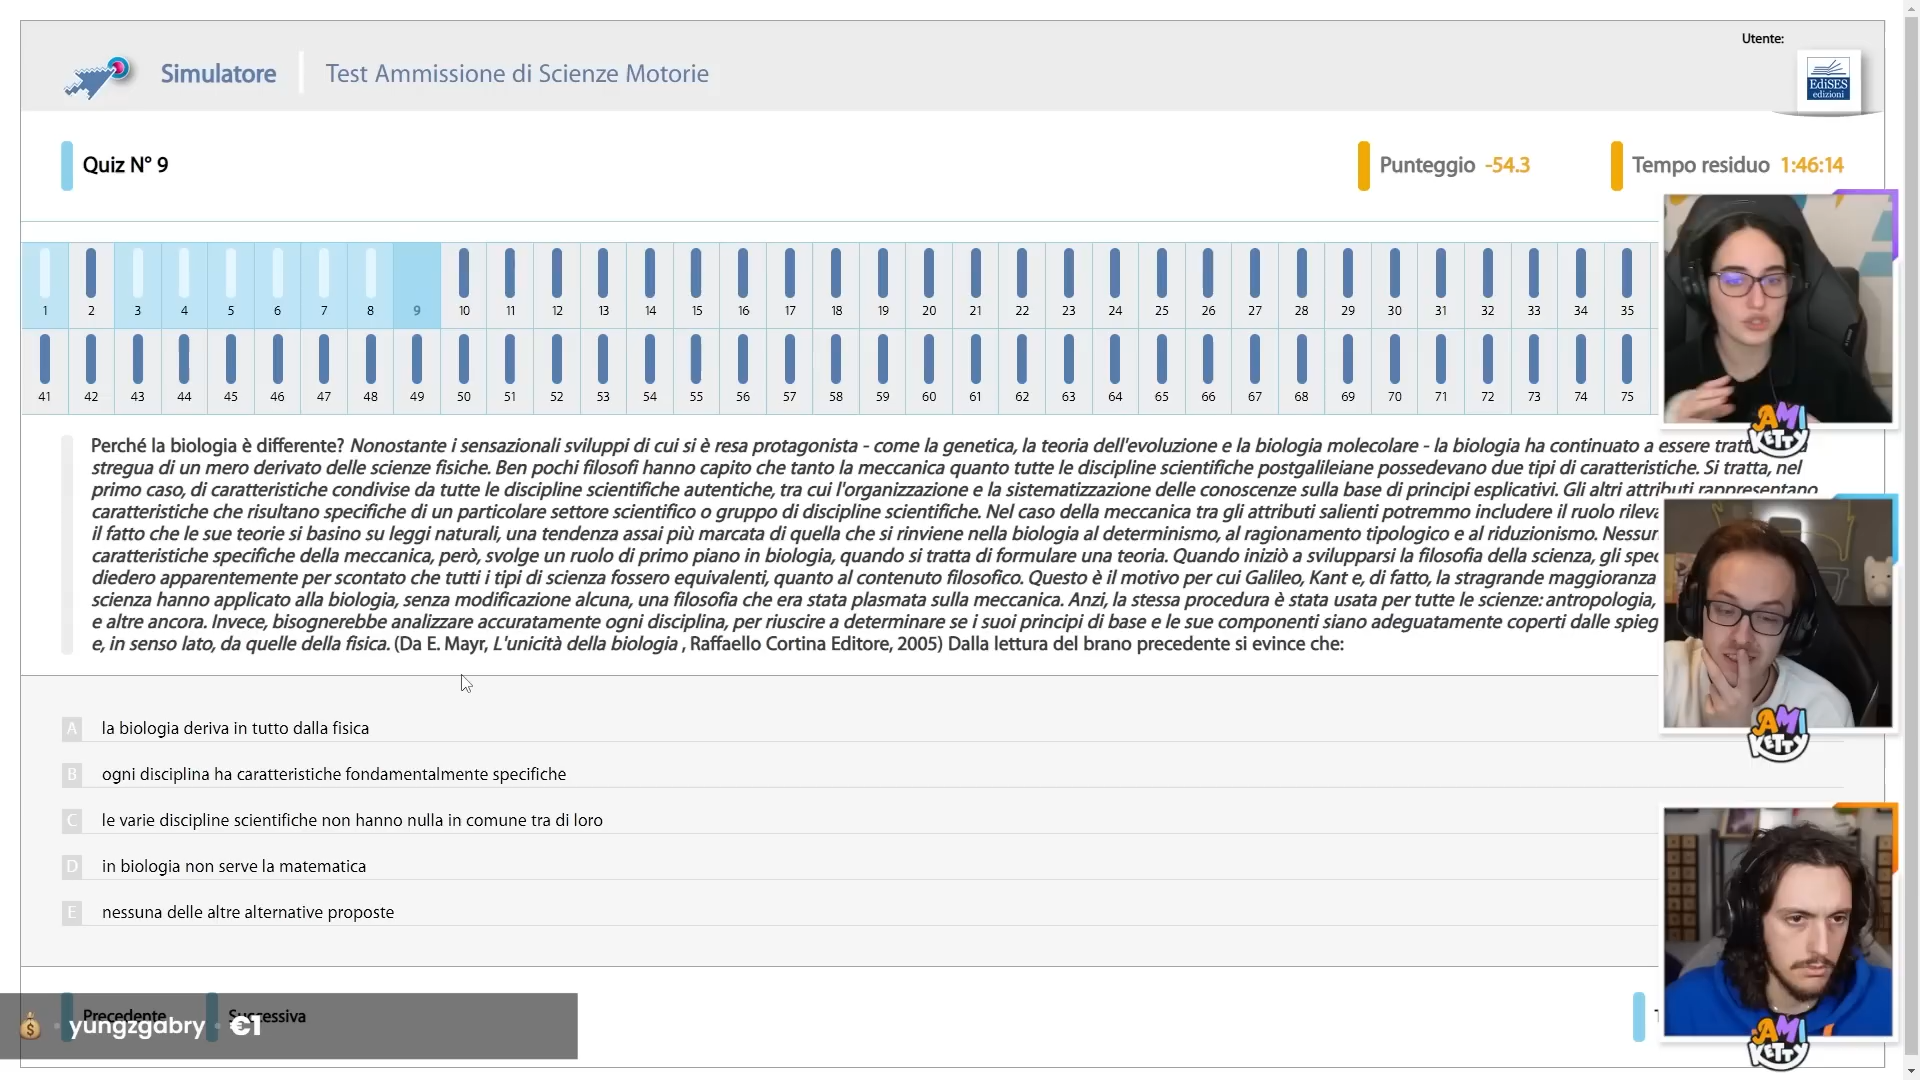 Utente:
Simulatore
Test Ammissione di Scienze Motorie
EdiSES
edizioni
Quiz N° 9
Punteggio -54.3
Tempo residuo 1:46:14
1 2 3 4 5 6 7 8 9 10 11 12 13 14 15 16 17 18 19 20 21 22 23 24 25 26 27 28 29 30 31 32 33 34 35
41 42 43 44 45 46 47 48 49 50 51 52 53 54 55 56 57 58 59 60 61 62 63 64 65 66 67 68 69 70 71 72 73 74 75
Perché la biologia è differente? Nonostante i sensazionali sviluppi di cui si è resa protagonista - come la genetica, la teoria dell'evoluzione e la biologia molecolare - la biologia ha continuato a essere
stregua di un mero derivato delle scienze fisiche. Ben pochi filosofi hanno capito che tanto la meccanica quanto tutte le discipline scientifiche postgalileiane possedevano due tipi di caratteristiche. Si tratta, nel
primo caso, di caratteristiche condivise da tutte le discipline scientifiche autentiche, tra cui l'organizzazione e la sistematizzazione delle conoscenze sulla base di principi esplicativi. Gli altri attributi rappresentano
caratteristiche che risultano specifiche di un particolare settore scientifico o gruppo di discipline scientifiche. Nel caso della meccanica tra gli attributi salienti potremmo includere il ruolo
il fatto che le sue teorie si basino su leggi naturali, una tendenza assai più marcata di quella che si rinviene nella biologia al determinismo, al ragionamento tipologico e al riduzionismo.
caratteristiche specifiche della meccanica, però, svolge un ruolo di primo piano in biologia, quando si tratta di formulare una teoria. Quando iniziò a svilupparsi la filosofia della scienza, gli
diedero apparentemente per scontato che tutti i tipi di scienza fossero equivalenti, quanto al contenuto filosofico. Questo è il motivo per cui Galileo, Kant e, di fatto, la stragrande maggioranza
scienza hanno applicato alla biologia, senza modificazione alcuna, una filosofia che era stata plasmata sulla meccanica. Anzi, la stessa procedura è stata usata per tutte le scienze: antropologia,
e altre ancora. Invece, bisognerebbe analizzare accuratamente ogni disciplina, per riuscire a determinare se i suoi principi di base e le sue componenti siano adeguatamente coperti dalle
e, in senso lato, da quelle della fisica. (Da E. Mayr, L'unicità della biologia , Raffaello Cortina Editore, 2005) Dalla lettura del brano precedente si evince che:
A la biologia deriva in tutto dalla fisica
B ogni disciplina ha caratteristiche fondamentalmente specifiche
C le varie discipline scientifiche non hanno nulla in comune tra di loro
D in biologia non serve la matematica
E nessuna delle altre alternative proposte
Precedente
Successiva
yungzgabry · €1
AMI
KETTY
AMI
KETTY
AMI
KETTY